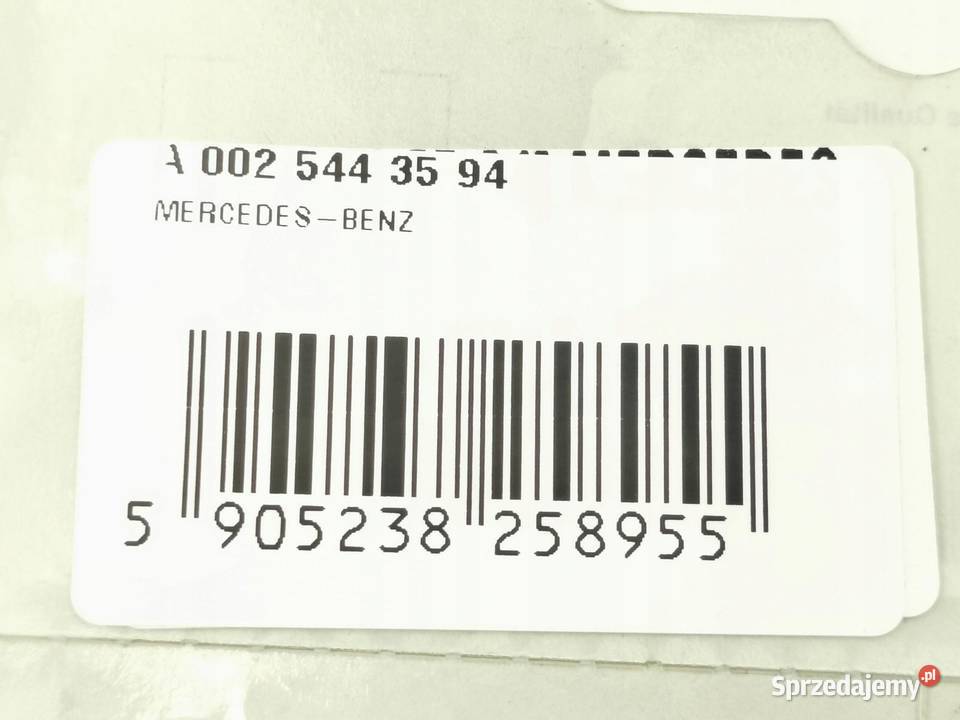 A 002 544 35 94
MERCEDES-BENZ
5 905238 258955
Sprzedajemy.pl